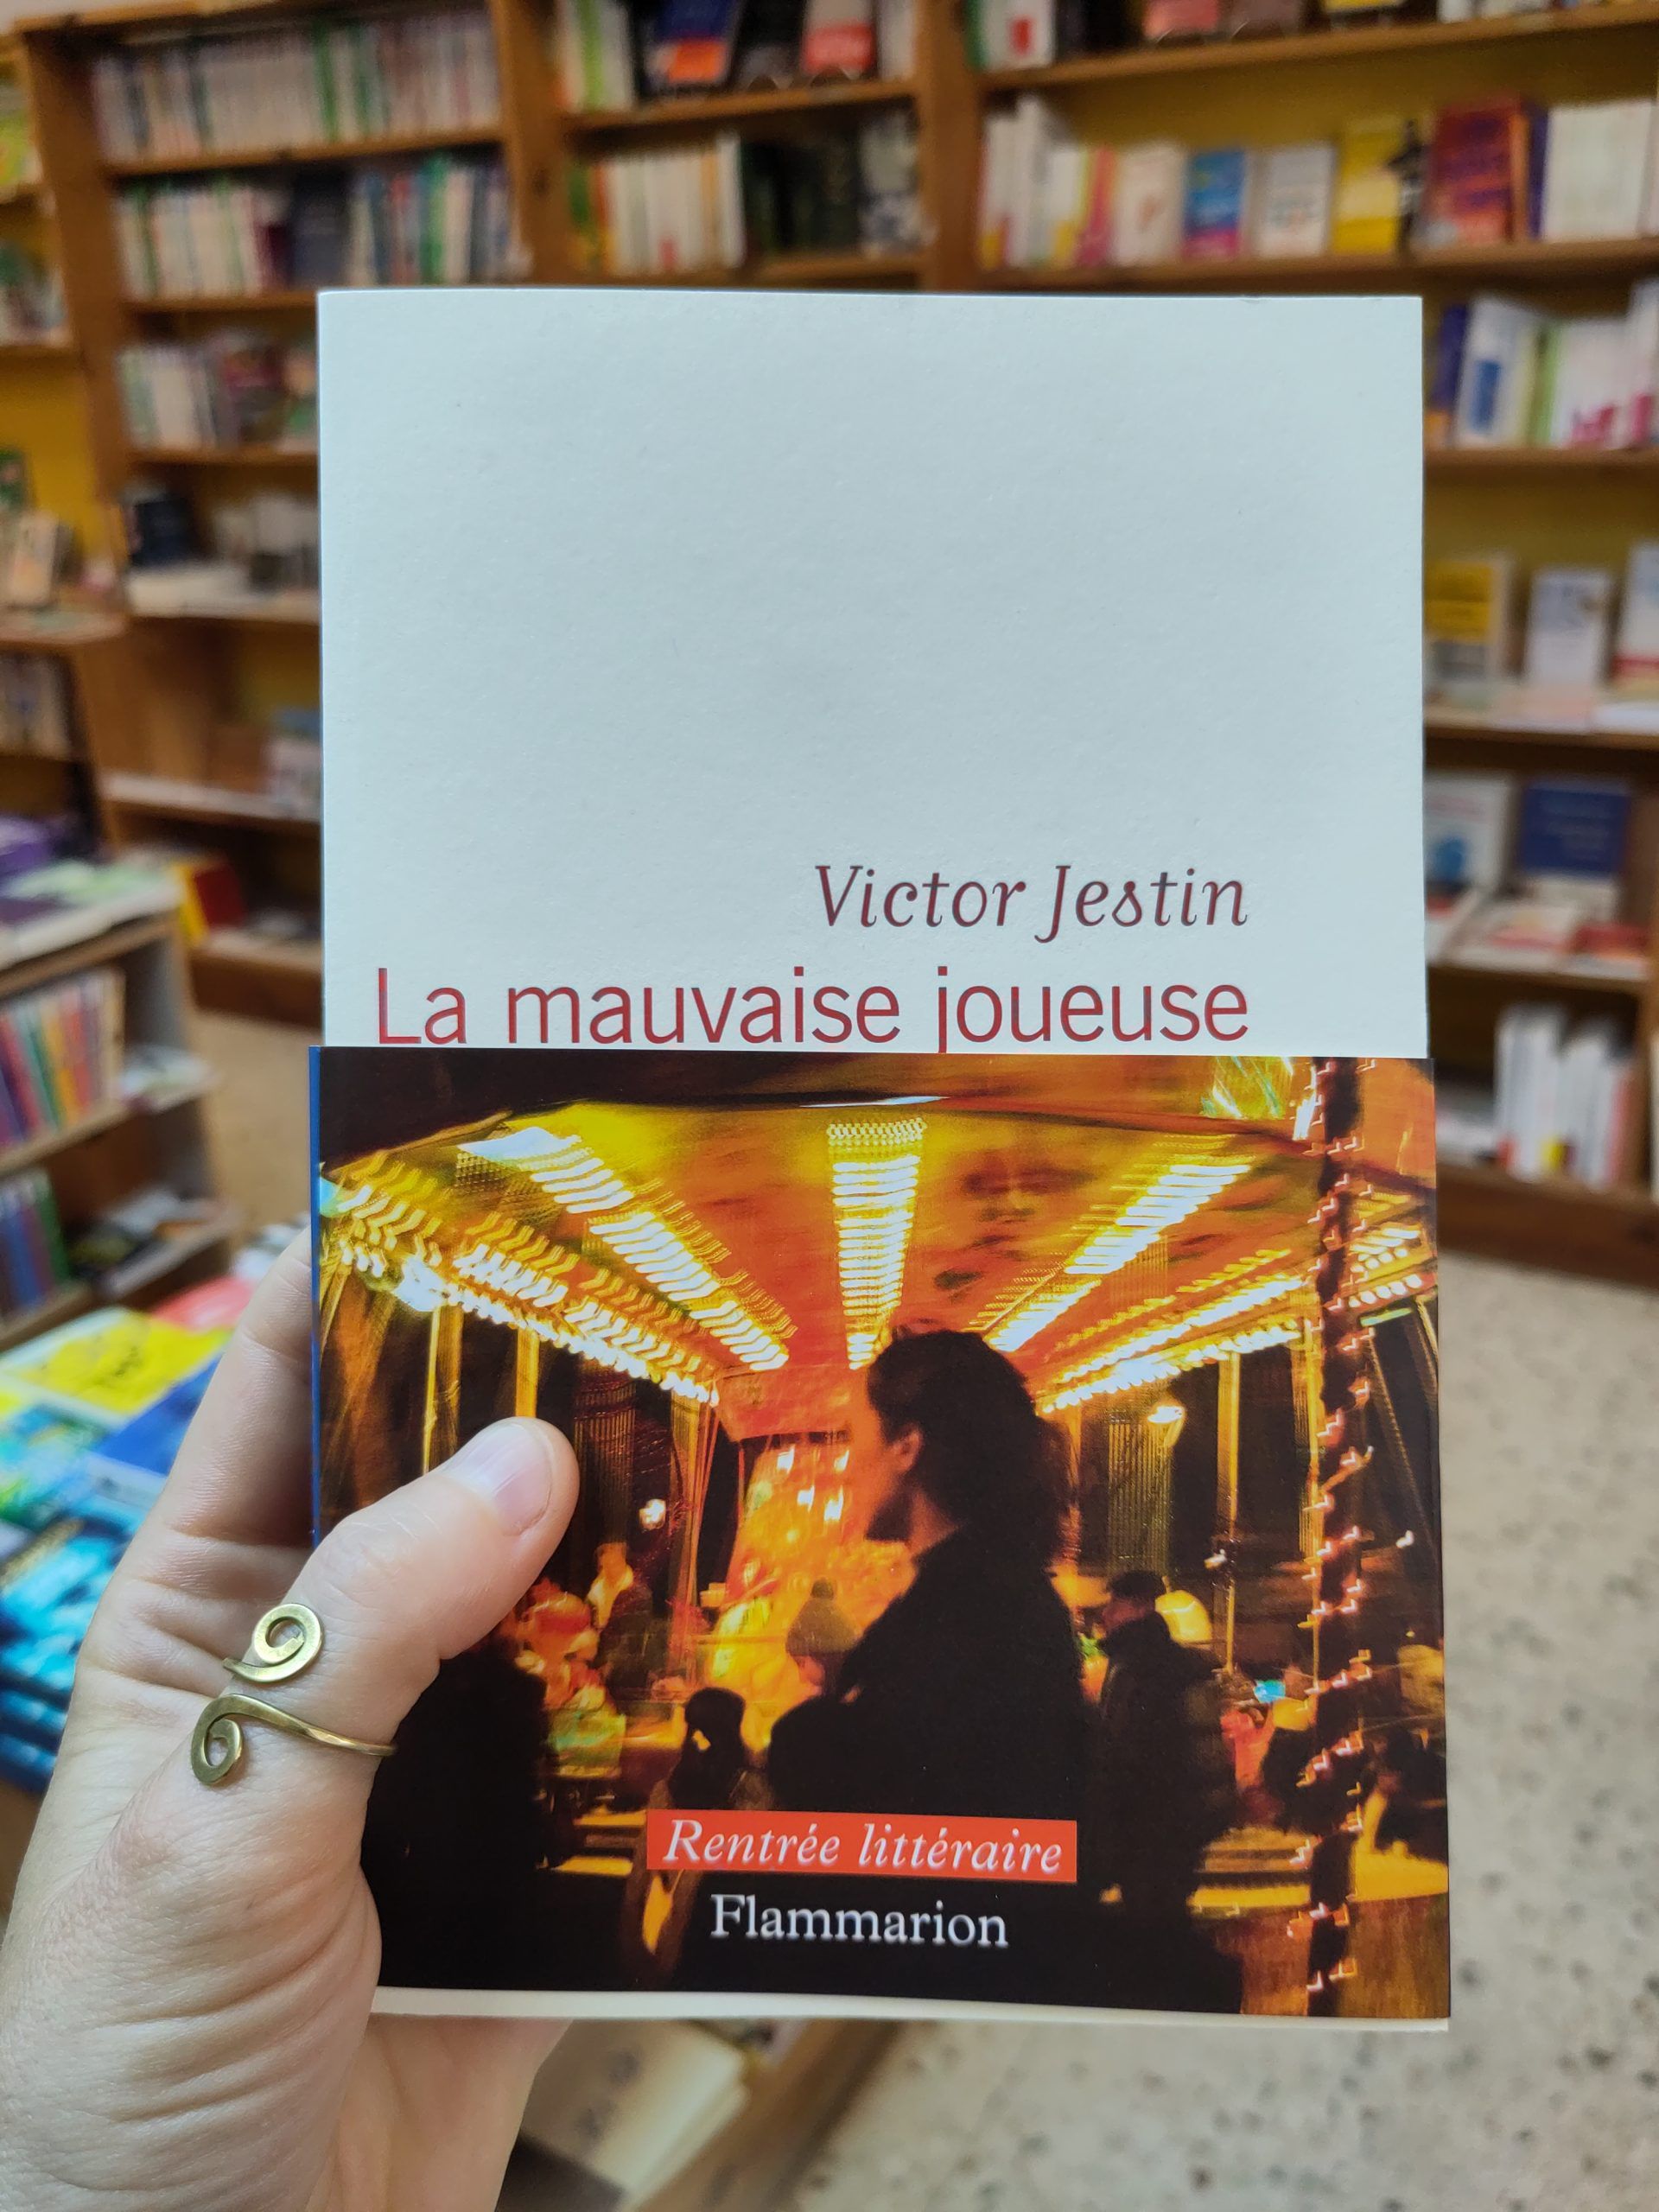 Victor Jestin
La mauvaise joueuse
Rentrée littéraire
Flammarion